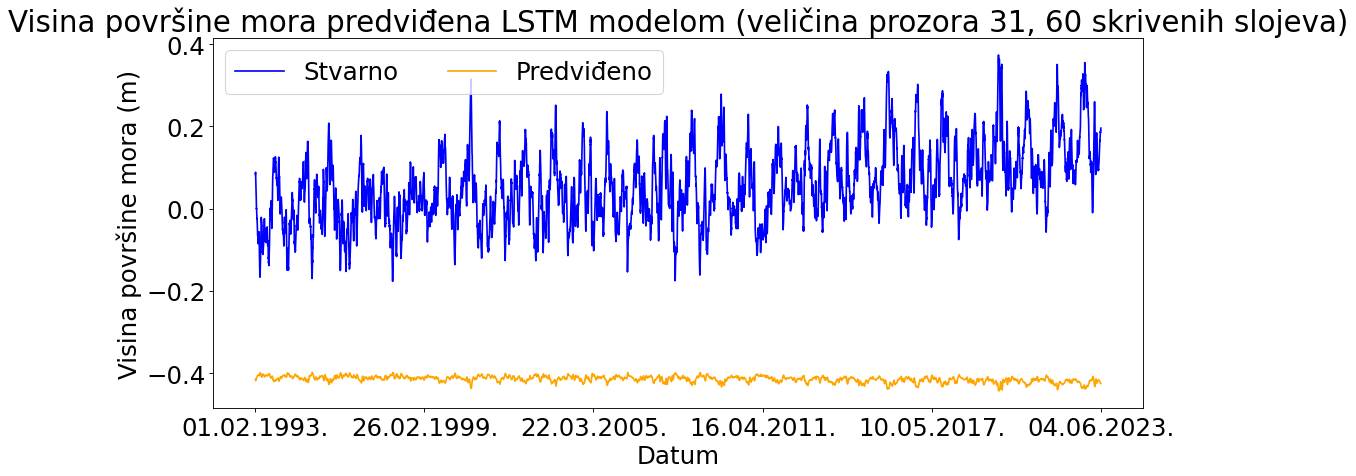 Visina površine mora predviđena LSTM modelom (veličina prozora 31, 60 skrivenih slojeva)
Stvarno
Predviđeno
Visina površine mora (m)
0.4
0.2
0.0
−0.2
−0.4
01.02.1993.
26.02.1999.
22.03.2005.
16.04.2011.
10.05.2017.
04.06.2023.
Datum